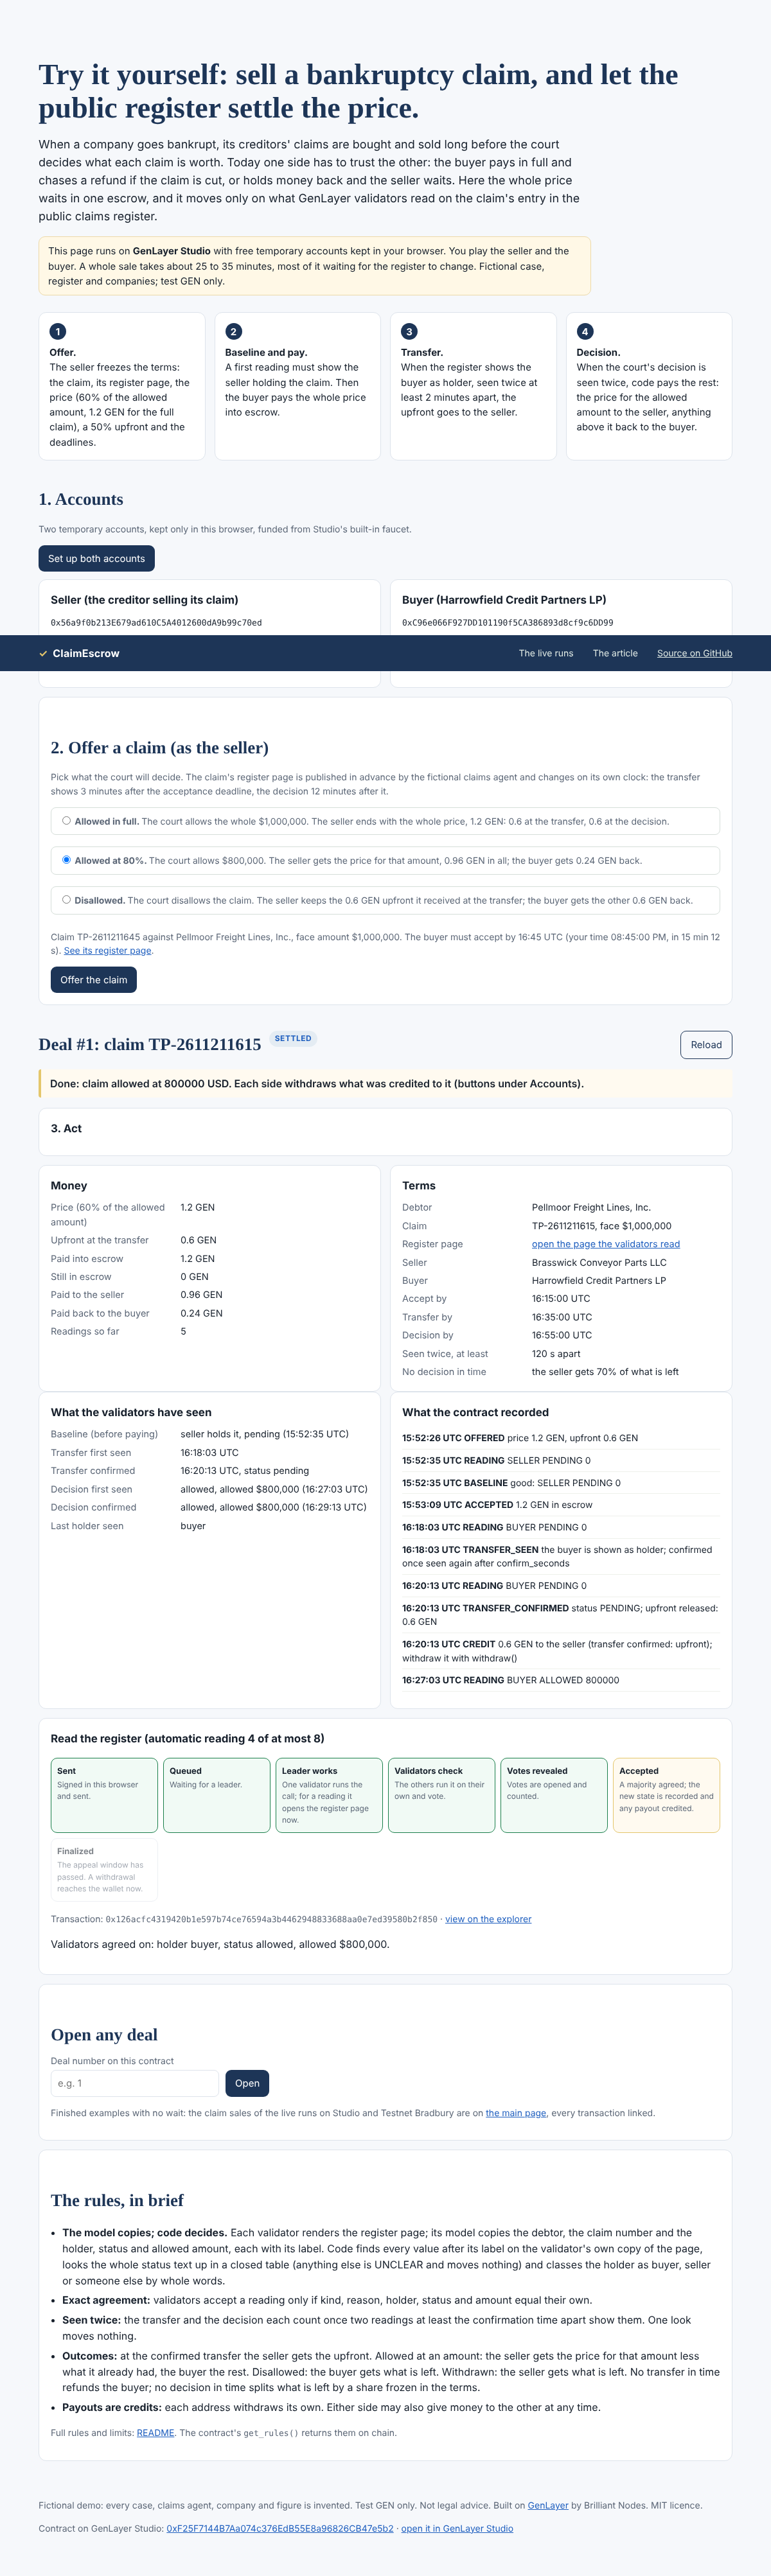 Try it yourself: sell a bankruptcy claim, and let the
public register settle the price.
When a company goes bankrupt, its creditors' claims are bought and sold long before the court
decides what each claim is worth. Today one side has to trust the other: the buyer pays in full and
chases a refund if the claim is cut, or holds money back and the seller waits. Here the whole price
waits in one escrow, and it moves only on what GenLayer validators read on the claim's entry in the
public claims register.
This page runs on GenLayer Studio with free temporary accounts kept in your browser. You play the seller and the
buyer. A whole sale takes about 25 to 35 minutes, most of it waiting for the register to change. Fictional case,
register and companies; test GEN only.
1
Offer.
The seller freezes the terms:
the claim, its register page, the
price (60% of the allowed
amount, 1.2 GEN for the full
claim), a 50% upfront and the
deadlines.
2
Baseline and pay.
A first reading must show the
seller holding the claim. Then
the buyer pays the whole price
into escrow.
3
Transfer.
When the register shows the
buyer as holder, seen twice at
least 2 minutes apart, the
upfront goes to the seller.
4
Decision.
When the court's decision is
seen twice, code pays the rest:
the price for the allowed
amount to the seller, anything
above it back to the buyer.
1. Accounts
Two temporary accounts, kept only in this browser, funded from Studio's built-in faucet.
Set up both accounts
Seller (the creditor selling its claim)
0x56a9f0b213E679ad610C5A4012600dA9b99c70ed
Buyer (Harrowfield Credit Partners LP)
0xC96e066F927DD101190f5CA386893d8cf9c6DD99
✓ ClaimEscrow
The live runs
The article
Source on GitHub
2. Offer a claim (as the seller)
Pick what the court will decide. The claim's register page is published in advance by the fictional claims agent and changes on its own clock: the transfer
shows 3 minutes after the acceptance deadline, the decision 12 minutes after it.
Allowed in full. The court allows the whole $1,000,000. The seller ends with the whole price, 1.2 GEN: 0.6 at the transfer, 0.6 at the decision.
Allowed at 80%. The court allows $800,000. The seller gets the price for that amount, 0.96 GEN in all; the buyer gets 0.24 GEN back.
Disallowed. The court disallows the claim. The seller keeps the 0.6 GEN upfront it received at the transfer; the buyer gets the other 0.6 GEN back.
Claim TP-2611211645 against Pellmoor Freight Lines, Inc., face amount $1,000,000. The buyer must accept by 16:45 UTC (your time 08:45:00 PM, in 15 min 12
s). See its register page.
Offer the claim
Deal #1: claim TP-2611211615
SETTLED
Reload
Done: claim allowed at 800000 USD. Each side withdraws what was credited to it (buttons under Accounts).
3. Act
Money
Price (60% of the allowed
amount)
1.2 GEN
Upfront at the transfer 0.6 GEN
Paid into escrow 1.2 GEN
Still in escrow 0 GEN
Paid to the seller 0.96 GEN
Paid back to the buyer 0.24 GEN
Readings so far 5
Terms
Debtor Pellmoor Freight Lines, Inc.
Claim TP-2611211615, face $1,000,000
Register page open the page the validators read
Seller Brasswick Conveyor Parts LLC
Buyer Harrowfield Credit Partners LP
Accept by 16:15:00 UTC
Transfer by 16:35:00 UTC
Decision by 16:55:00 UTC
Seen twice, at least 120 s apart
No decision in time the seller gets 70% of what is left
What the validators have seen
Baseline (before paying) seller holds it, pending (15:52:35 UTC)
Transfer first seen 16:18:03 UTC
Transfer confirmed 16:20:13 UTC, status pending
Decision first seen allowed, allowed $800,000 (16:27:03 UTC)
Decision confirmed allowed, allowed $800,000 (16:29:13 UTC)
Last holder seen buyer
What the contract recorded
15:52:26 UTC OFFERED price 1.2 GEN, upfront 0.6 GEN
15:52:35 UTC READING SELLER PENDING 0
15:52:35 UTC BASELINE good: SELLER PENDING 0
15:53:09 UTC ACCEPTED 1.2 GEN in escrow
16:18:03 UTC READING BUYER PENDING 0
16:18:03 UTC TRANSFER_SEEN the buyer is shown as holder; confirmed
once seen again after confirm_seconds
16:20:13 UTC READING BUYER PENDING 0
16:20:13 UTC TRANSFER_CONFIRMED status PENDING; upfront released:
0.6 GEN
16:20:13 UTC CREDIT 0.6 GEN to the seller (transfer confirmed: upfront);
withdraw it with withdraw()
16:27:03 UTC READING BUYER ALLOWED 800000
Read the register (automatic reading 4 of at most 8)
Sent
Signed in this browser
and sent.
Queued
Waiting for a leader.
Leader works
One validator runs the
call; for a reading it
opens the register page
now.
Validators check
The others run it on their
own and vote.
Votes revealed
Votes are opened and
counted.
Accepted
A majority agreed; the
new state is recorded and
any payout credited.
Finalized
The appeal window has
passed. A withdrawal
reaches the wallet now.
Transaction: 0x126acfc4319420b1e597b74ce76594a3b4462948833688aa0e7ed39580b2f850 · view on the explorer
Validators agreed on: holder buyer, status allowed, allowed $800,000.
Open any deal
Deal number on this contract
e.g. 1
Open
Finished examples with no wait: the claim sales of the live runs on Studio and Testnet Bradbury are on the main page, every transaction linked.
The rules, in brief
• The model copies; code decides. Each validator renders the register page; its model copies the debtor, the claim number and the
holder, status and allowed amount, each with its label. Code finds every value after its label on the validator's own copy of the page,
looks the whole status text up in a closed table (anything else is UNCLEAR and moves nothing) and classes the holder as buyer, seller
or someone else by whole words.
• Exact agreement: validators accept a reading only if kind, reason, holder, status and amount equal their own.
• Seen twice: the transfer and the decision each count once two readings at least the confirmation time apart show them. One look
moves nothing.
• Outcomes: at the confirmed transfer the seller gets the upfront. Allowed at an amount: the seller gets the price for that amount less
what it already had, the buyer the rest. Disallowed: the buyer gets what is left. Withdrawn: the seller gets what is left. No transfer in time
refunds the buyer; no decision in time splits what is left by a share frozen in the terms.
• Payouts are credits: each address withdraws its own. Either side may also give money to the other at any time.
Full rules and limits: README. The contract's get_rules() returns them on chain.
Fictional demo: every case, claims agent, company and figure is invented. Test GEN only. Not legal advice. Built on GenLayer by Brilliant Nodes. MIT licence.
Contract on GenLayer Studio: 0xF25F7144B7Aa074c376EdB55E8a96826CB47e5b2 · open it in GenLayer Studio